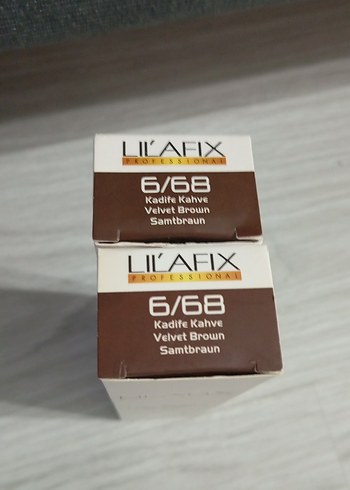 LIL'AFIX
PROFESSIONAL
6/68
Kadife Kahve
Velvet Brown
Samtbraun
LIL'AFIX
PROFESSIONAL
6/68
Kadife Kahve
Velvet Brown
Samtbraun